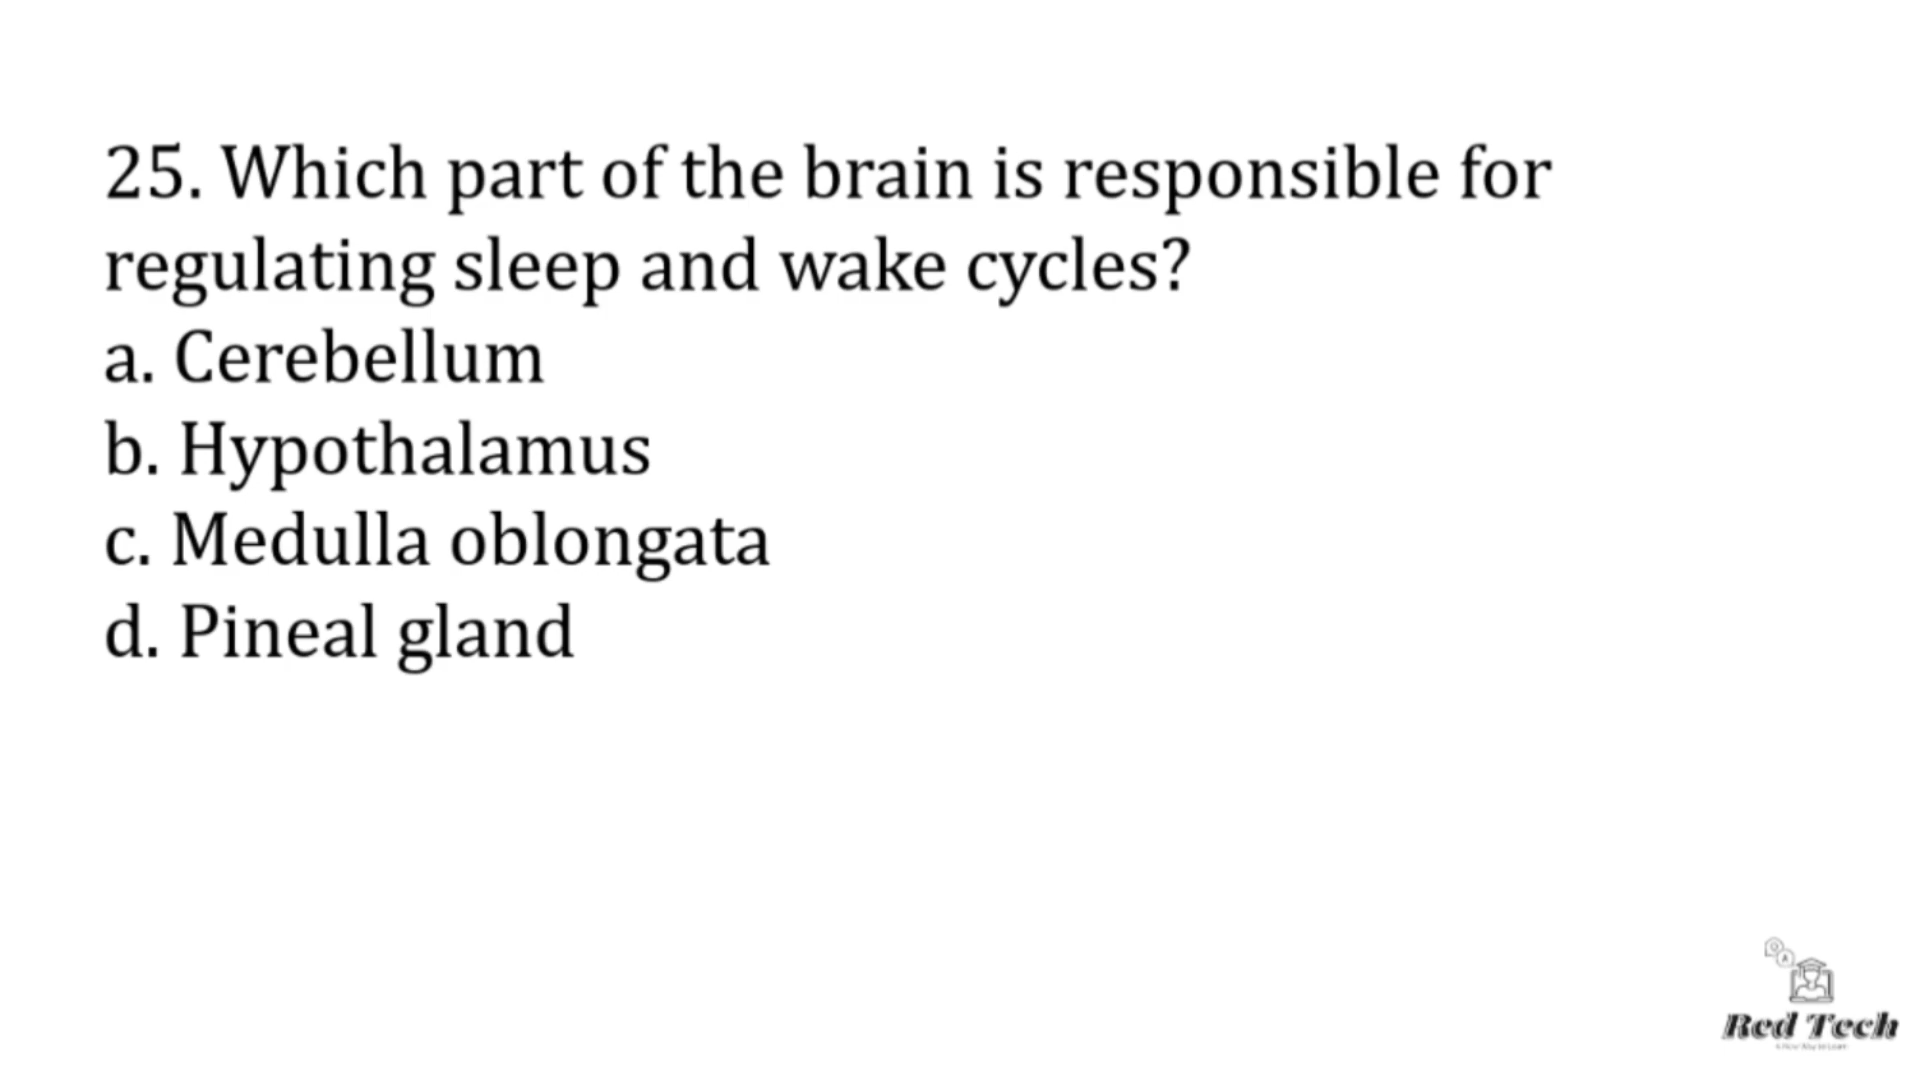 25. Which part of the brain is responsible for
regulating sleep and wake cycles?
a. Cerebellum
b. Hypothalamus
c. Medulla oblongata
d. Pineal gland
Q
A
Red Tech